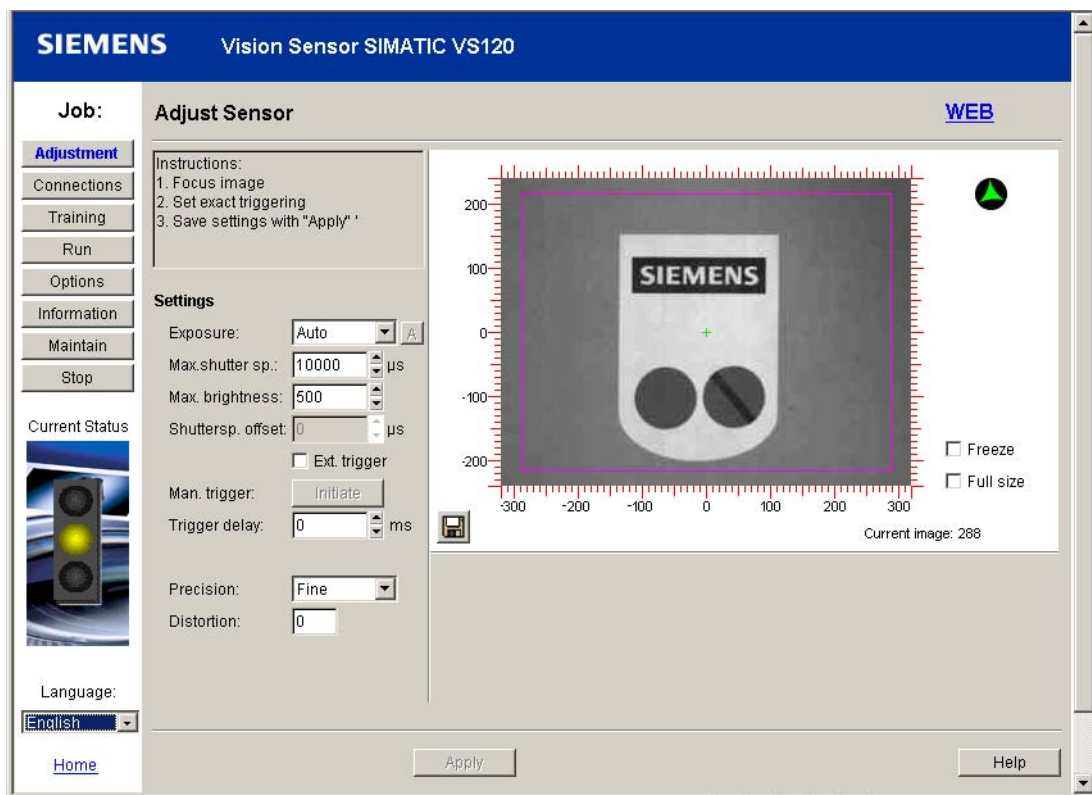 SIEMENS Vision Sensor SIMATIC VS120
Job:
Adjustment
Connections
Training
Run
Options
Information
Maintain
Stop
Current Status
Language:
English
Home
Adjust Sensor
WEB
Instructions:
1. Focus image
2. Set exact triggering
3. Save settings with "Apply" '
Settings
Exposure: Auto A
Max.shutter sp.: 10000 µs
Max. brightness: 500
Shuttersp. offset: 0 µs
Ext. trigger
Man. trigger: Initiate
Trigger delay: 0 ms
Precision: Fine
Distortion: 0
200
100
0
-100
-200
SIEMENS
-300 -200 -100 0 100 200 300
Freeze
Full size
Current image: 288
Apply
Help